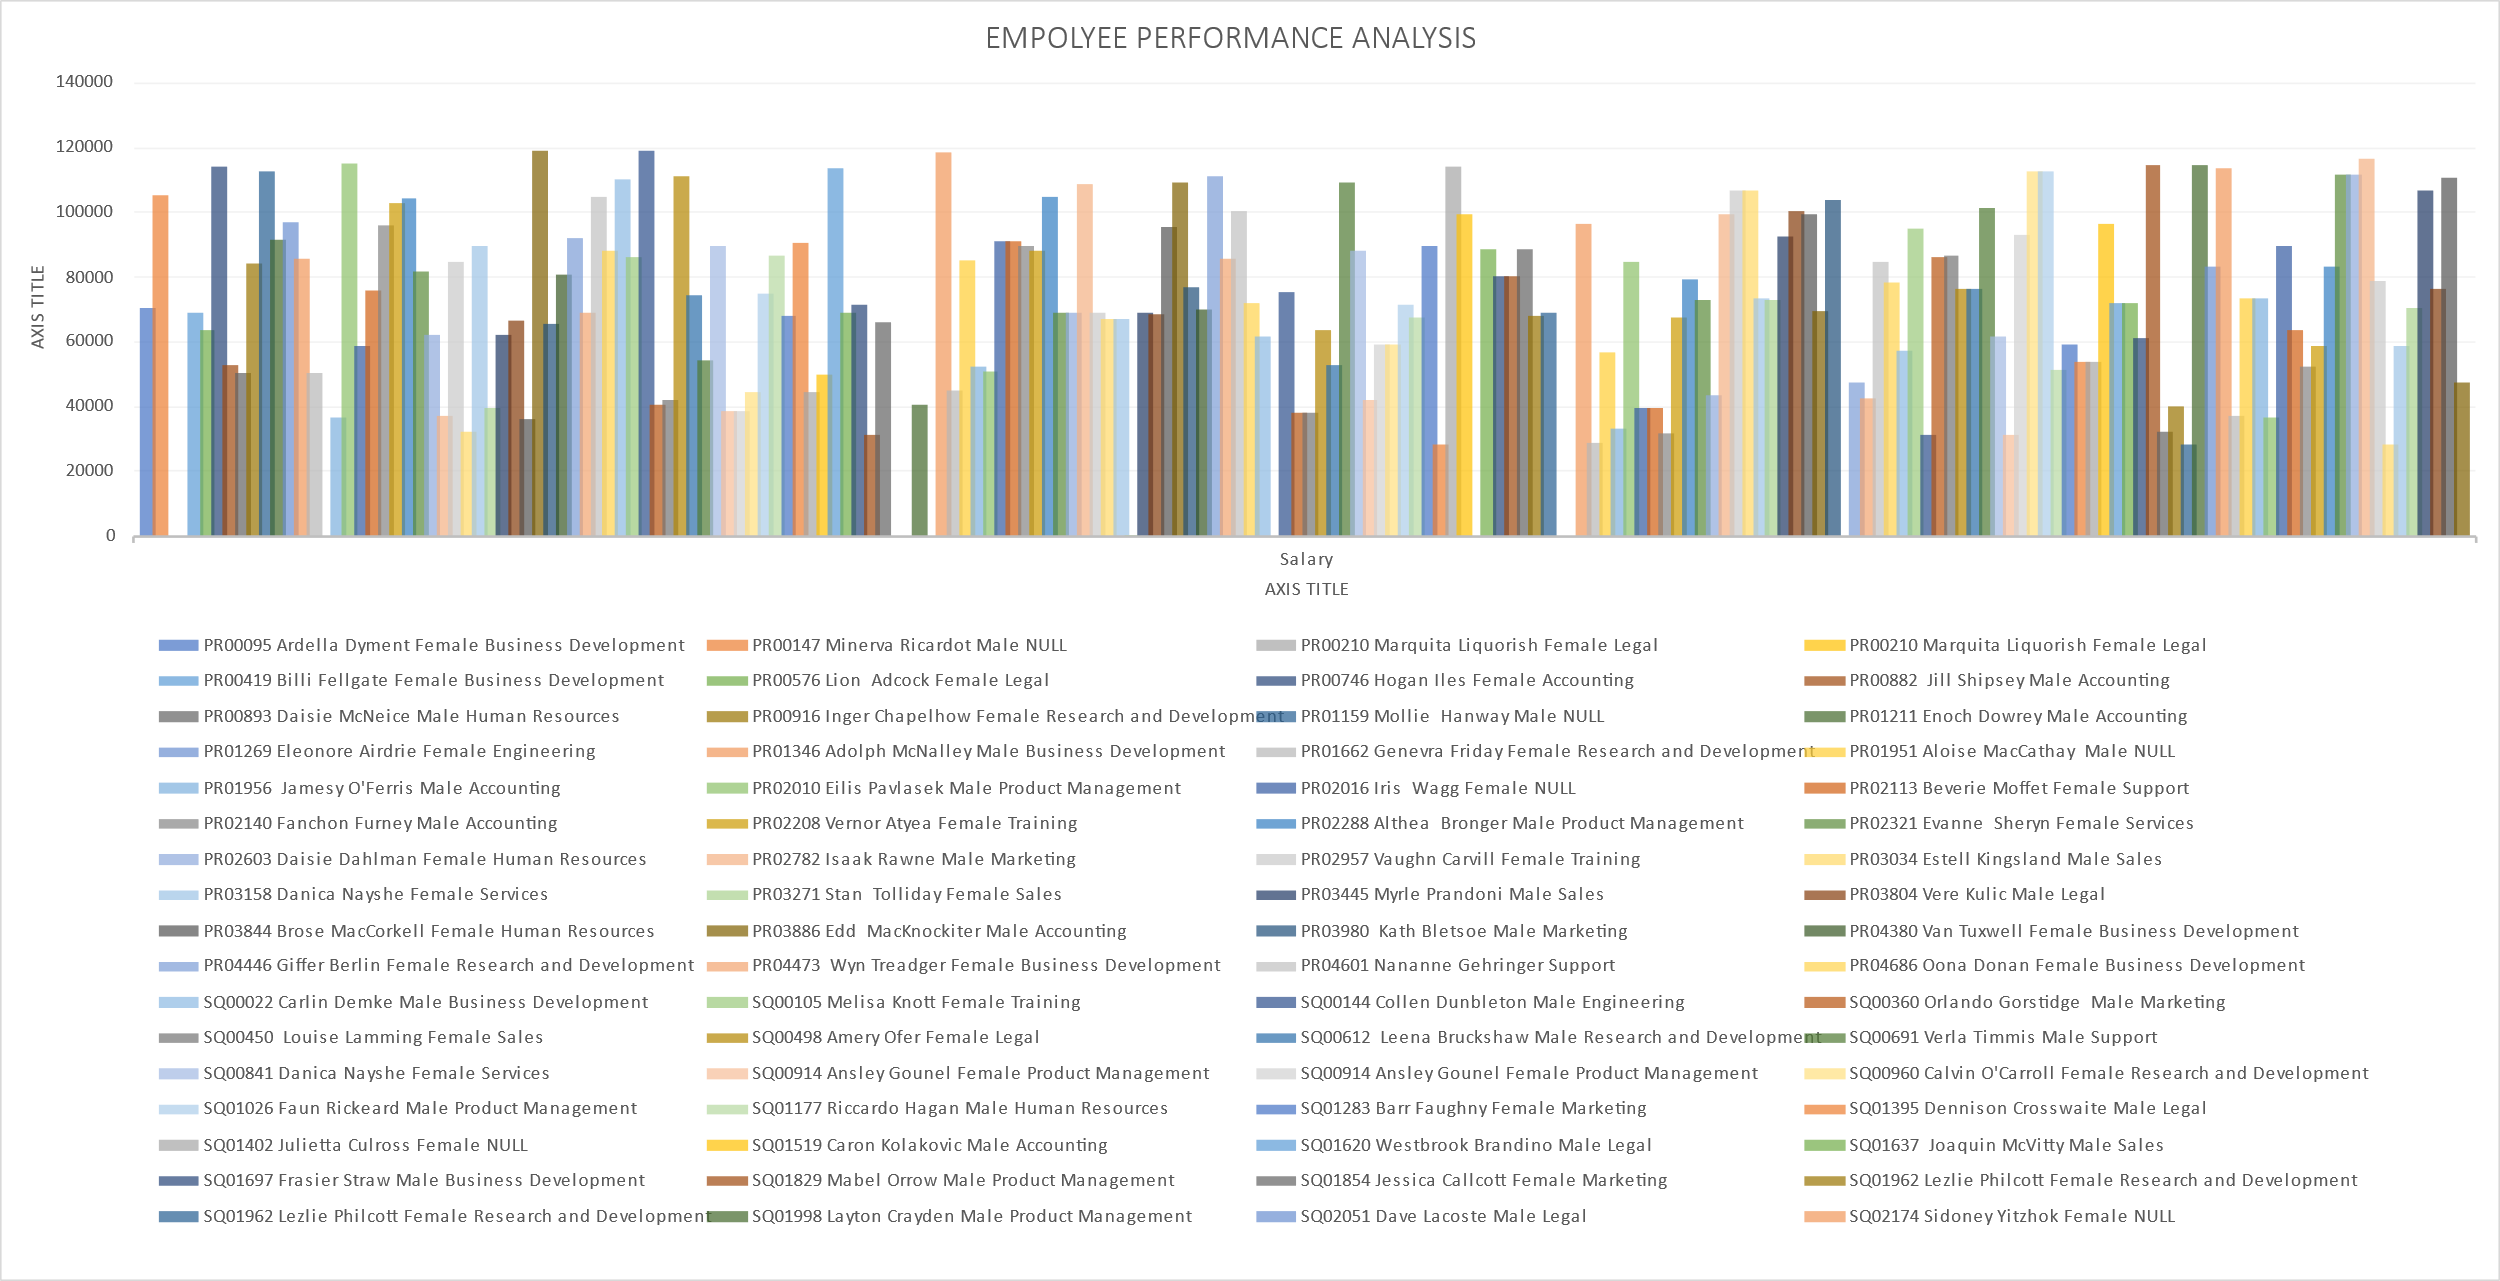 EMPOLYEE PERFORMANCE ANALYSIS
140000
120000
100000
80000
60000
40000
20000
0
AXIS TITLE
Salary
AXIS TITLE
PR00095 Ardella Dyment Female Business Development PR00147 Minerva Ricardot Male NULL PR00210 Marquita Liquorish Female Legal PR00210 Marquita Liquorish Female Legal
PR00419 Billi Fellgate Female Business Development PR00576 Lion  Adcock Female Legal PR00746 Hogan Iles Female Accounting PR00882  Jill Shipsey Male Accounting
PR00893 Daisie McNeice Male Human Resources PR00916 Inger Chapelhow Female Research and Development PR01159 Mollie  Hanway Male NULL PR01211 Enoch Dowrey Male Accounting
PR01269 Eleonore Airdrie Female Engineering PR01346 Adolph McNalley Male Business Development PR01662 Genevra Friday Female Research and Development PR01951 Aloise MacCathay  Male NULL
PR01956  Jamesy O'Ferris Male Accounting PR02010 Eilis Pavlasek Male Product Management PR02016 Iris  Wagg Female NULL PR02113 Beverie Moffet Female Support
PR02140 Fanchon Furney Male Accounting PR02208 Vernor Atyea Female Training PR02288 Althea  Bronger Male Product Management PR02321 Evanne  Sheryn Female Services
PR02603 Daisie Dahlman Female Human Resources PR02782 Isaak Rawne Male Marketing PR02957 Vaughn Carvill Female Training PR03034 Estell Kingsland Male Sales
PR03158 Danica Nayshe Female Services PR03271 Stan  Tolliday Female Sales PR03445 Myrle Prandoni Male Sales PR03804 Vere Kulic Male Legal
PR03844 Brose MacCorkell Female Human Resources PR03886 Edd  MacKnockiter Male Accounting PR03980  Kath Bletsoe Male Marketing PR04380 Van Tuxwell Female Business Development
PR04446 Giffer Berlin Female Research and Development PR04473  Wyn Treadger Female Business Development PR04601 Nananne Gehringer Support PR04686 Oona Donan Female Business Development
SQ00022 Carlin Demke Male Business Development SQ00105 Melisa Knott Female Training SQ00144 Collen Dunbleton Male Engineering SQ00360 Orlando Gorstidge  Male Marketing
SQ00450  Louise Lamming Female Sales SQ00498 Amery Ofer Female Legal SQ00612  Leena Bruckshaw Male Research and Development SQ00691 Verla Timmis Male Support
SQ00841 Danica Nayshe Female Services SQ00914 Ansley Gounel Female Product Management SQ00914 Ansley Gounel Female Product Management SQ00960 Calvin O'Carroll Female Research and Development
SQ01026 Faun Rickeard Male Product Management SQ01177 Riccardo Hagan Male Human Resources SQ01283 Barr Faughny Female Marketing SQ01395 Dennison Crosswaite Male Legal
SQ01402 Julietta Culross Female NULL SQ01519 Caron Kolakovic Male Accounting SQ01620 Westbrook Brandino Male Legal SQ01637  Joaquin McVitty Male Sales
SQ01697 Frasier Straw Male Business Development SQ01829 Mabel Orrow Male Product Management SQ01854 Jessica Callcott Female Marketing SQ01962 Lezlie Philcott Female Research and Development
SQ01962 Lezlie Philcott Female Research and Development SQ01998 Layton Crayden Male Product Management SQ02051 Dave Lacoste Male Legal SQ02174 Sidoney Yitzhok Female NULL